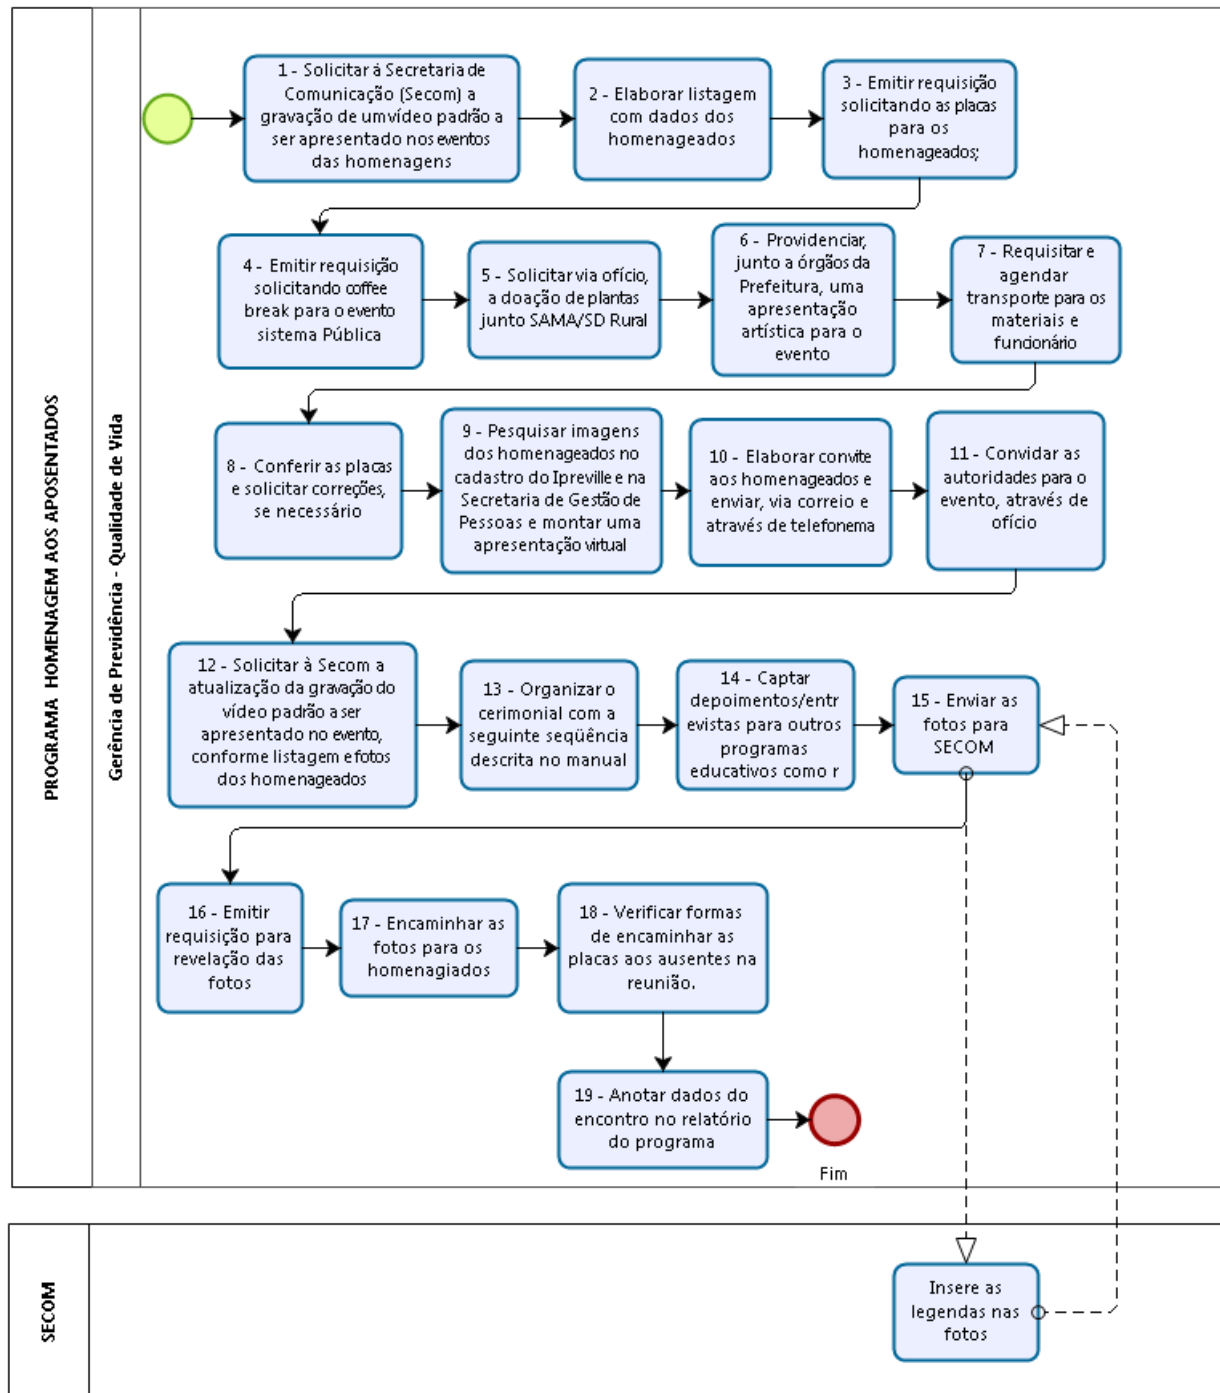 PROGRAMA HOMENAGEM AOS APOSENTADOS
Gerência de Previdência - Qualidade de Vida
1 - Solicitar á Secretaria de
Comunicação (Secom) a
gravação de umvídeo padrão a
ser apresentado nos eventos
das homenagens
2 - Elaborar listagem
com dados dos
homenageados
3 - Emitir requisição
solicitando as placas
para os
homenageados;
4 - Emitir requisição
solicitando coffee
break para o evento
sistema Pública
5 - Solicitar via ofício,
a doação de plantas
junto SAMA/SD Rural
6 - Providenciar,
junto a órgãos da
Prefeitura, uma
apresentação
artística para o
evento
7 - Requisitar e
agendar
transporte para os
materiais e
funcionário
8 - Conferir as placas
e solicitar correções,
se necessário
9 - Pesquisar imagens
dos homenageados no
cadastro do Ipreville e na
Secretaria de Gestão de
Pessoas e montar uma
apresentação virtual
10 - Elaborar convite
aos homenageados e
enviar, via correio e
através de telefonema
11 - Convidar as
autoridades para o
evento, através de
ofício
12 - Solicitar à Secom a
atualização da gravação do
vídeo padrão a ser
apresentado no evento,
conforme listagem e fotos
dos homenageados
13 - Organizar o
cerimonial com a
seguinte seqüência
descrita no manual
14 - Captar
depoimentos/entr
evistas para outros
programas
educativos como r
15 - Enviar as
fotos para
SECOM
16 - Emitir
requisição para
revelação das
fotos
17 - Encaminhar as
fotos para os
homenagiados
18 - Verificar formas
de encaminhar as
placas aos ausentes na
reunião.
19 - Anotar dados do
encontro no relatório
do programa
Fim
SECOM
Insere as
legendas nas
fotos